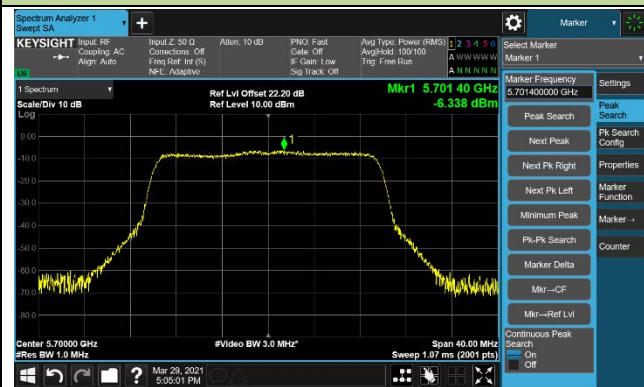 Spectrum Analyzer 1
Swept SA
+
Marker
KEYSIGHT
Input: RF
Coupling: AC
Align: Auto
Input Z: 50 Ω
Corrections: Off
Freq Ref: Int (S)
NFE: Adaptive
Atten: 10 dB
PNO: Fast
Gate: Off
IF Gain: Low
Sig Track: Off
Avg Type: Power (RMS)
Avg|Hold: 100/100
Trig: Free Run
1 2 3 4 5 6
A W W W W W
A N N N N N
Select Marker
Marker 1
1 Spectrum
Scale/Div 10 dB
Log
Ref Lvl Offset 22.20 dB
Ref Level 10.00 dBm
Mkr1 5.701 40 GHz
-6.338 dBm
1
0.00
-10.0
-20.0
-30.0
-40.0
-50.0
-60.0
-70.0
-80.0
Center 5.70000 GHz
#Res BW 1.0 MHz
#Video BW 3.0 MHz*
Span 40.00 MHz
Sweep 1.07 ms (2001 pts)
Marker Frequency
5.701400000 GHz
Peak Search
Next Peak
Next Pk Right
Next Pk Left
Minimum Peak
Pk-Pk Search
Marker Delta
Mkr→CF
Mkr→Ref Lvl
Continuous Peak
Search
On
Off
Settings
Peak
Search
Pk Search
Config
Properties
Marker
Function
Marker→
Counter
?
Mar 29, 2021
5:05:01 PM